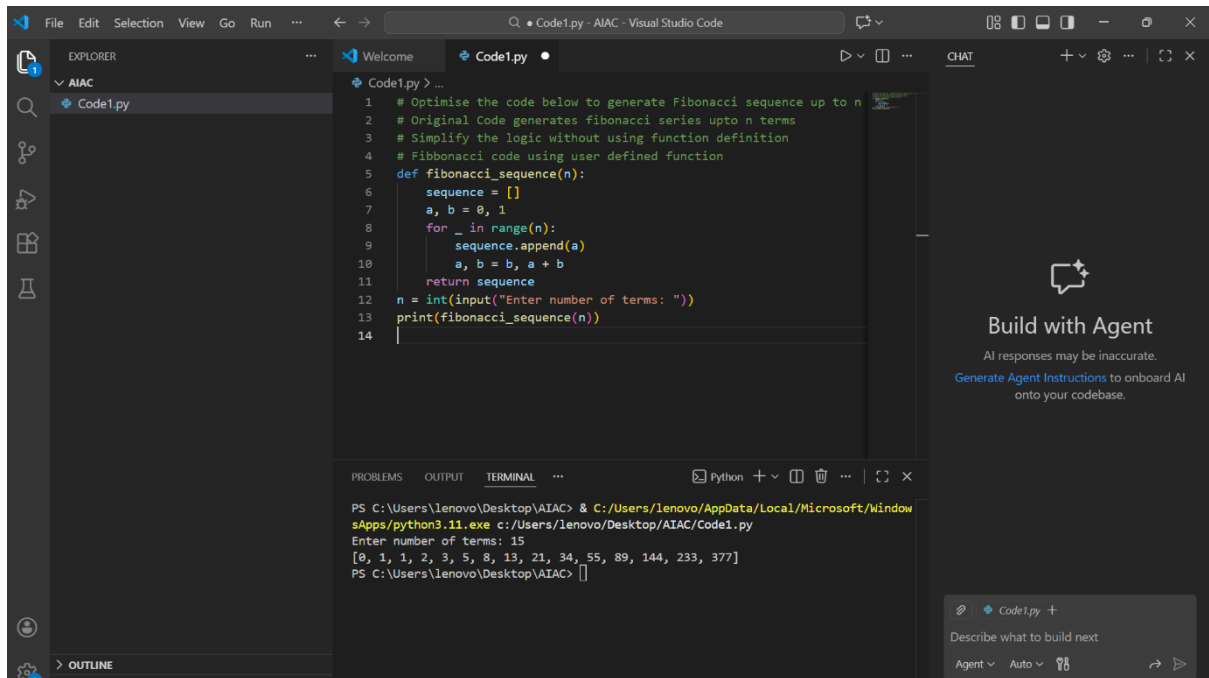 File Edit Selection View Go Run ··· ← → ● Code1.py - AIAC - Visual Studio Code
EXPLORER ···
AIAC
Code1.py
OUTLINE
1
Welcome Code1.py ●
Code1.py > ...
1 # Optimise the code below to generate Fibonacci sequence up to n
2 # Original Code generates fibonacci series upto n terms
3 # Simplify the logic without using function definition
4 # Fibbonacci code using user defined function
5 def fibonacci_sequence(n):
6 sequence = []
7 a, b = 0, 1
8 for _ in range(n):
9 sequence.append(a)
10 a, b = b, a + b
11 return sequence
12 n = int(input("Enter number of terms: "))
13 print(fibonacci_sequence(n))
14
PROBLEMS OUTPUT TERMINAL ··· Python
PS C:\Users\lenovo\Desktop\AIAC> & C:/Users/lenovo/AppData/Local/Microsoft/Window
sApps/python3.11.exe c:/Users/lenovo/Desktop/AIAC/Code1.py
Enter number of terms: 15
[0, 1, 1, 2, 3, 5, 8, 13, 21, 34, 55, 89, 144, 233, 377]
PS C:\Users\lenovo\Desktop\AIAC>
CHAT
Build with Agent
AI responses may be inaccurate.
Generate Agent Instructions to onboard AI
onto your codebase.
Code1.py +
Describe what to build next
Agent Auto